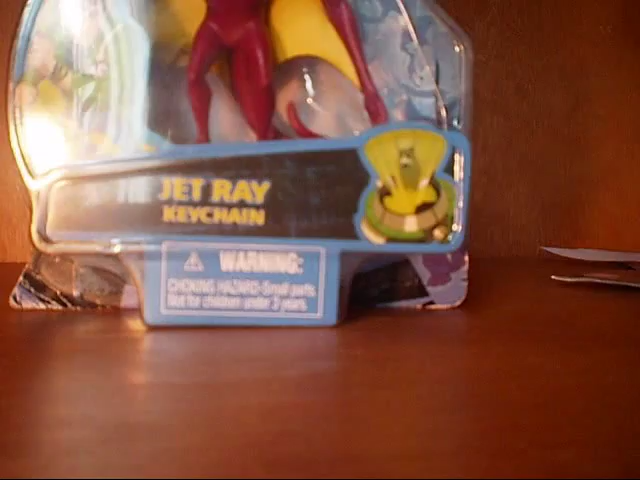 JET RAY
KEYCHAIN
WARNING:
CHOKING HAZARD-Small parts.
Not for children under 3 years.